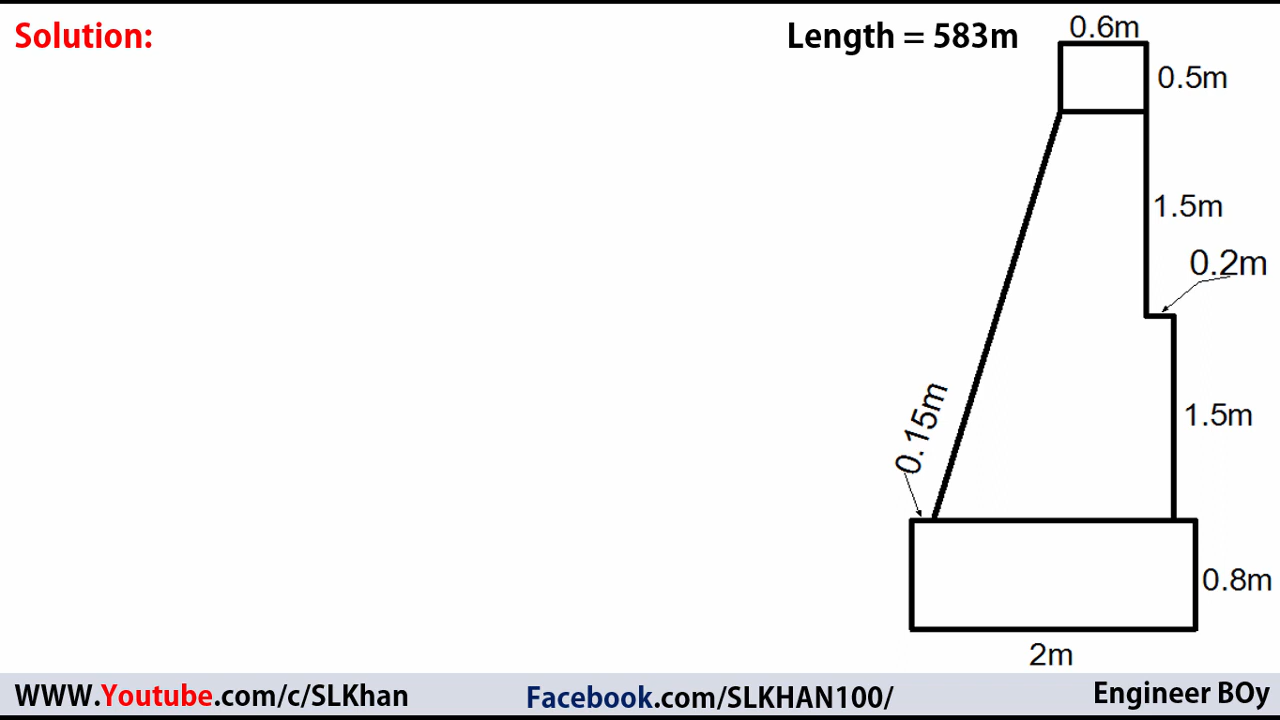 Solution:
Length = 583m
0.6m
0.5m
1.5m
0.2m
0.15m
1.5m
0.8m
2m
WWW.Youtube.com/c/SLKhan
Facebook.com/SLKHAN100/
Engineer BOy